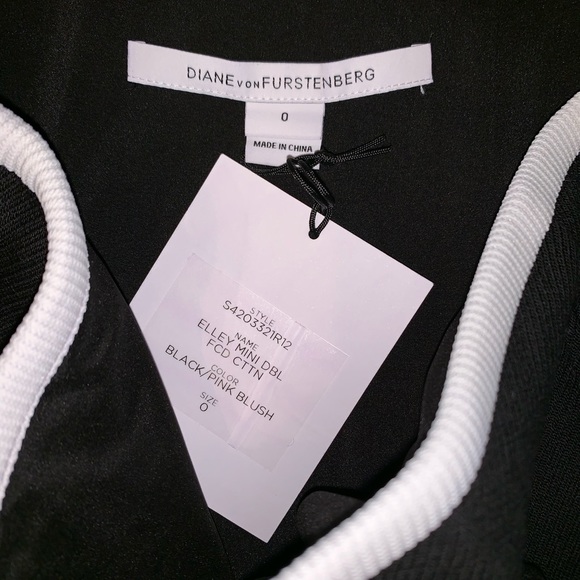 DIANE VON FURSTENBERG
0
MADE IN CHINA
STYLE
S4203321R12
NAME
ELLEY MINI DBL
FCD CTTN
COLOR
BLACK/PINK BLUSH
SIZE
0